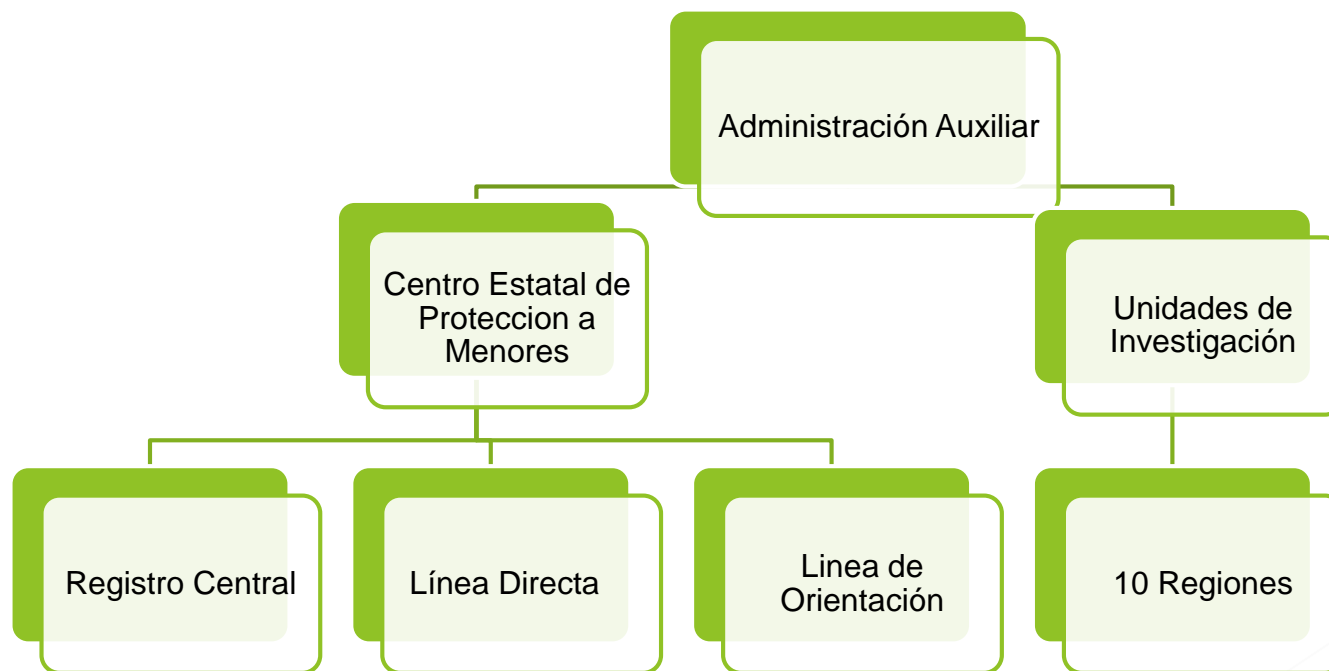 Administración Auxiliar
Centro Estatal de
Proteccion a
Menores
Unidades de
Investigación
Registro Central
Línea Directa
Linea de
Orientación
10 Regiones